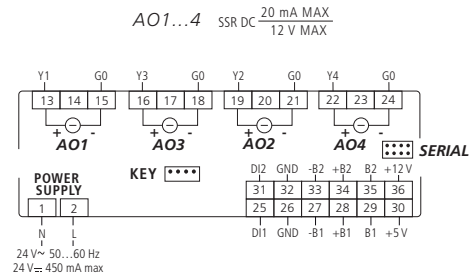 AO1...4 SSR DC 20 mA MAX
12 V MAX
Y1 G0 Y3 G0 Y2 G0 Y4 G0
13 14 15 16 17 18 19 20 21 22 23 24
+ - + - + - + -
AO1 AO3 AO2 AO4
SERIAL
POWER
SUPPLY
KEY
DI2 GND -B2 +B2 B2 +12 V
31 32 33 34 35 36
1 2 25 26 27 28 29 30
N L DI1 GND -B1 +B1 B1 +5 V
24 V~ 50...60 Hz
24 V⎓ 450 mA max